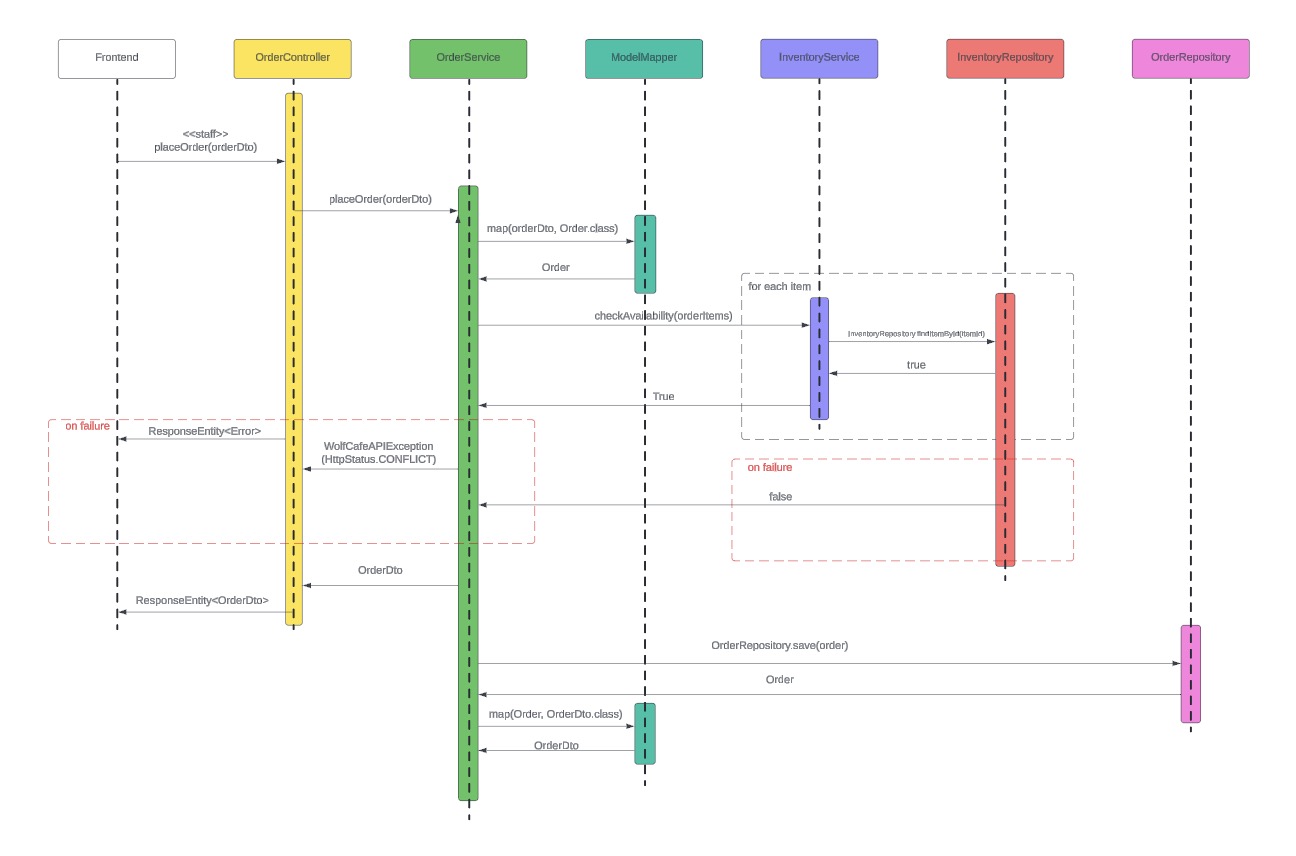 Frontend
OrderController
OrderService
ModelMapper
InventoryService
InventoryRepository
OrderRepository
<<staff>>
placeOrder(orderDto)
placeOrder(orderDto)
map(orderDto, Order.class)
Order
for each item
checkAvailability(orderItems)
InventoryRepository.findItemById(itemId)
true
True
on failure
ResponseEntity<Error>
WolfCafeAPIException
(HttpStatus.CONFLICT)
on failure
false
OrderDto
ResponseEntity<OrderDto>
OrderRepository.save(order)
Order
map(Order, OrderDto.class)
OrderDto